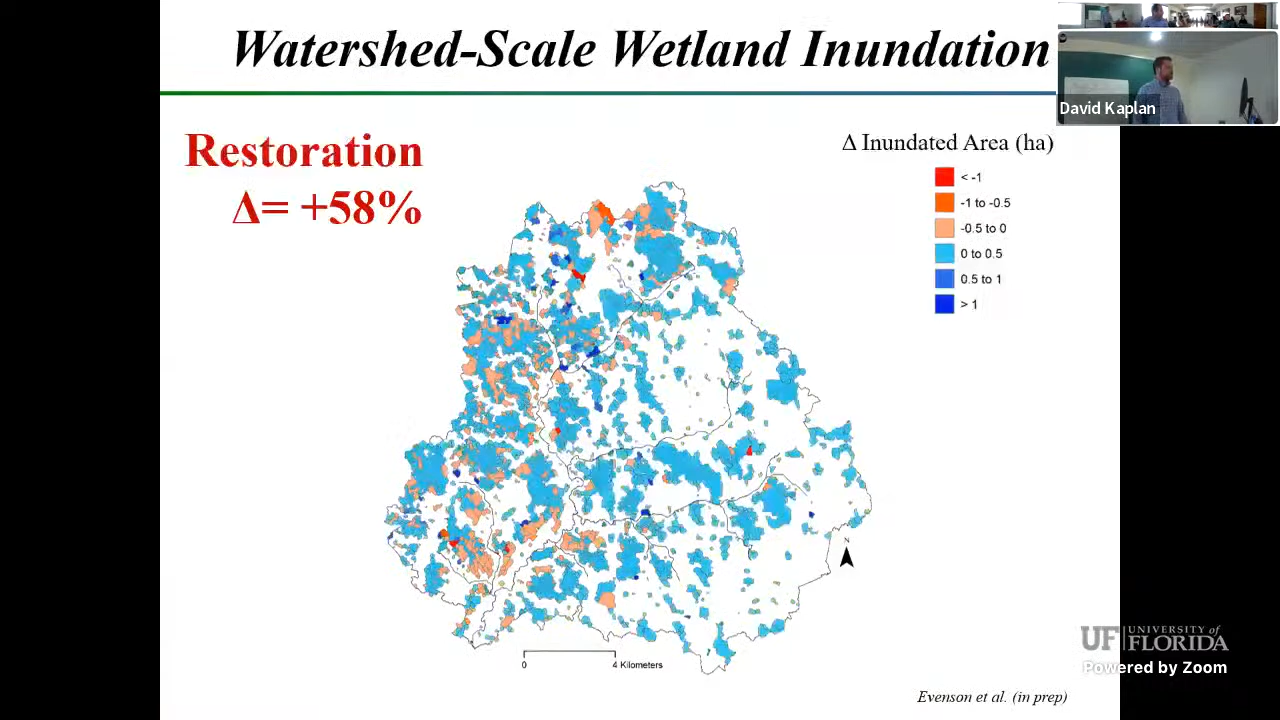 Watershed-Scale Wetland Inundation
David Kaplan
Restoration
Δ= +58%
Δ Inundated Area (ha)
< -1
-1 to -0.5
-0.5 to 0
0 to 0.5
0.5 to 1
> 1
N
0 4 Kilometers
UF UNIVERSITY of
FLORIDA
Powered by Zoom
Evenson et al. (in prep)